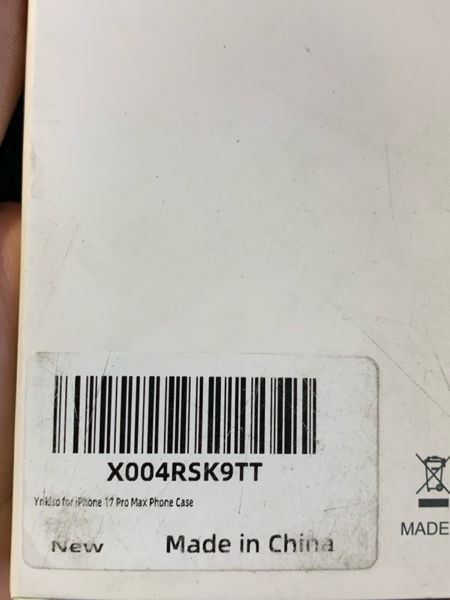 X004RSK9TT
for iPhone 17 Pro Max Phone Case
New
Made in China
MADE